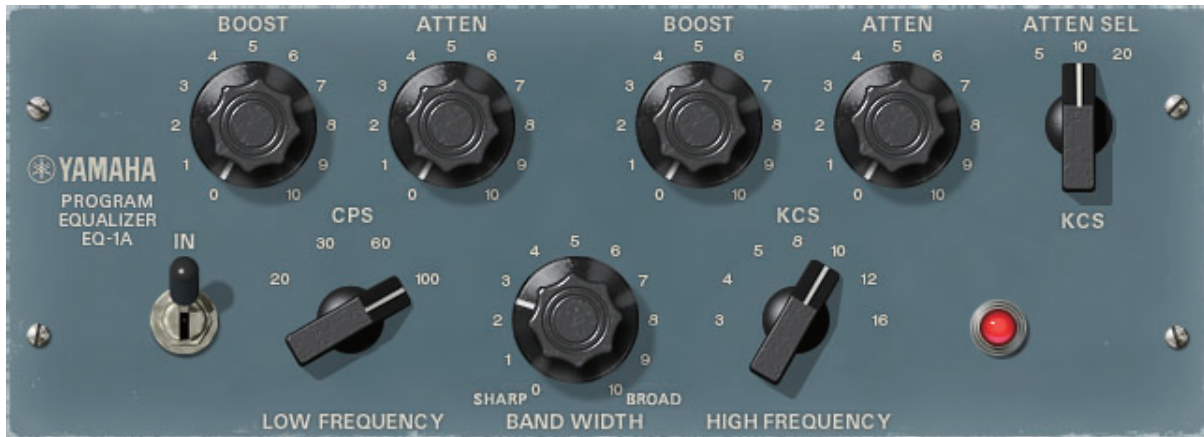 BOOST ATTEN BOOST ATTEN ATTEN SEL
0 1 2 3 4 5 6 7 8 9 10
0 1 2 3 4 5 6 7 8 9 10
0 1 2 3 4 5 6 7 8 9 10
0 1 2 3 4 5 6 7 8 9 10
5 10 20
KCS
YAMAHA
PROGRAM
EQUALIZER
EQ-1A
IN
CPS
20 30 60 100
LOW FREQUENCY
0 1 2 3 4 5 6 7 8 9 10
SHARP BROAD
BAND WIDTH
KCS
3 4 5 8 10 12 16
HIGH FREQUENCY